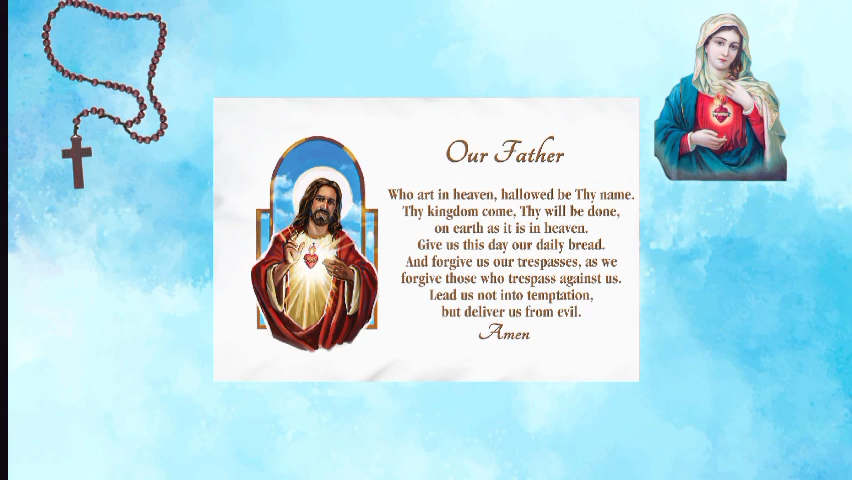 Our Father
Who art in heaven, hallowed be Thy name.
Thy kingdom come, Thy will be done,
on earth as it is in heaven.
Give us this day our daily bread.
And forgive us our trespasses, as we
forgive those who trespass against us.
Lead us not into temptation,
but deliver us from evil.
Amen